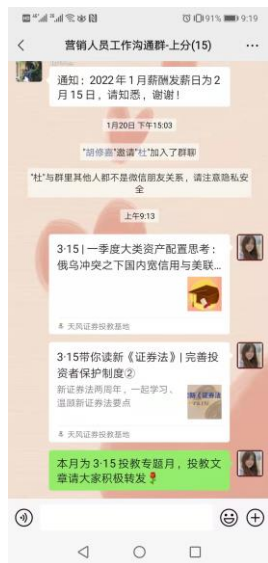 91% 9:19
营销人员工作沟通群-上分(15)
通知：2022年1月薪酬发薪日为2
月15日，请知悉，谢谢！
1月20日 下午15:03
"胡修嘉"邀请"杜"加入了群聊
"杜"与群里其他人都不是微信朋友关系，请注意隐私安
全
上午9:13
3·15 | 一季度大类资产配置思考：
俄乌冲突之下国内宽信用与美联...
天风证券投教基地
3·15带你读新《证券法》| 完善投
资者保护制度②
新证券法两周年，一起学习、
温顾新证券法要点
天风证券投教基地
本月为 3·15 投教专题月，投教文
章请大家积极转发🌹